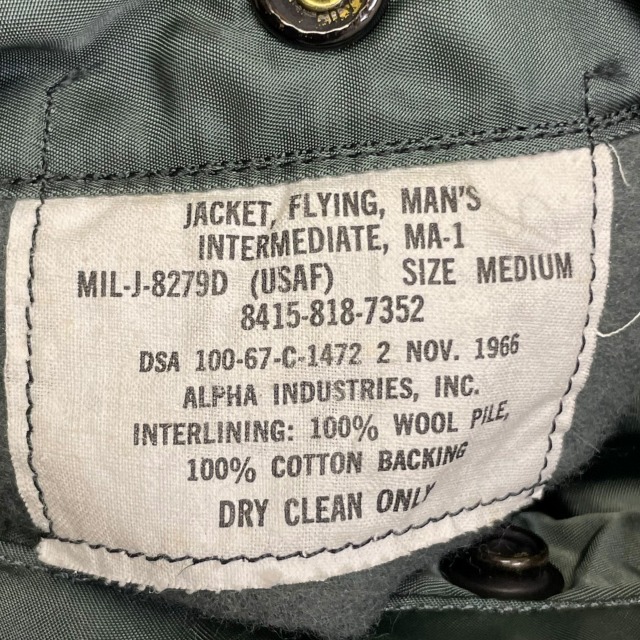 JACKET, FLYING, MAN'S
INTERMEDIATE, MA-1
MIL-J-8279D (USAF) SIZE MEDIUM
8415-818-7352
DSA 100-67-C-1472 2 NOV. 1966
ALPHA INDUSTRIES, INC.
INTERLINING: 100% WOOL PILE,
100% COTTON BACKING
DRY CLEAN ONLY